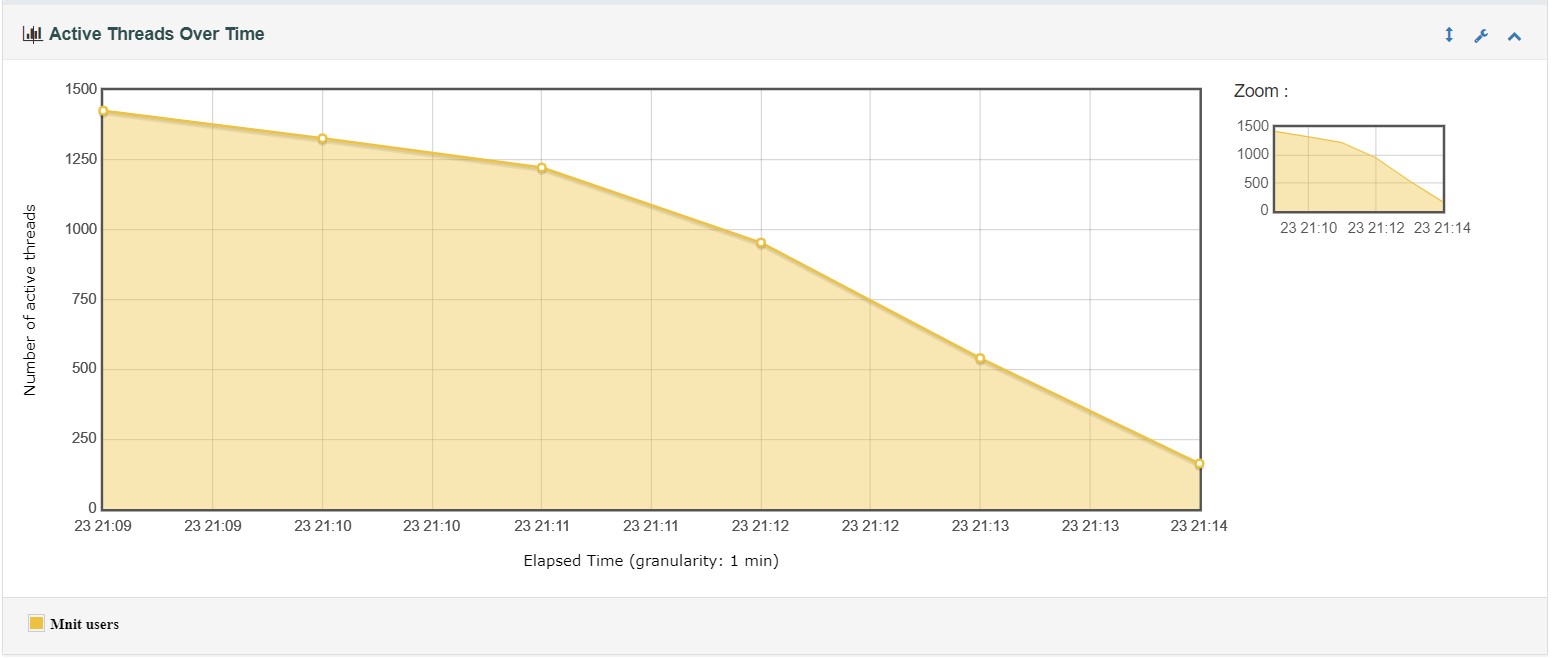 Active Threads Over Time
1500
1250
1000
750
500
250
0
Number of active threads
23 21:09 23 21:09 23 21:10 23 21:10 23 21:11 23 21:11 23 21:12 23 21:12 23 21:13 23 21:13 23 21:14
Elapsed Time (granularity: 1 min)
Zoom :
1500
1000
500
0
23 21:10 23 21:12 23 21:14
Mnit users